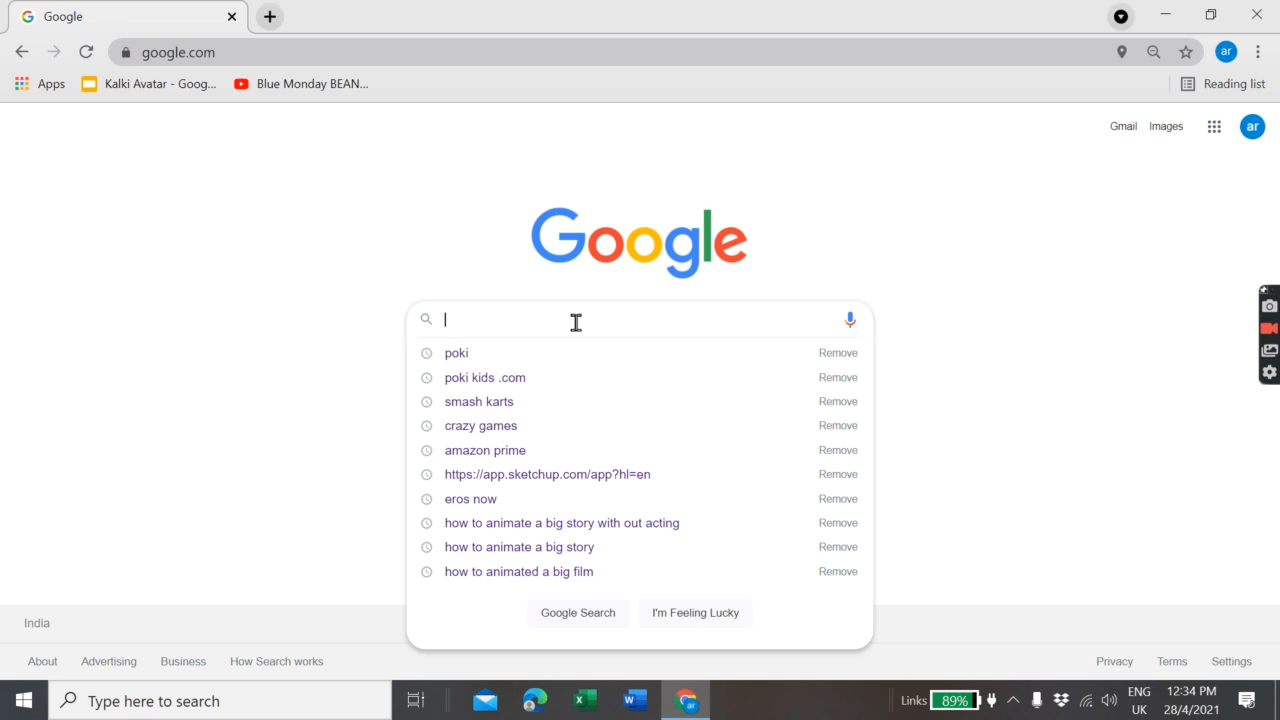 Google
google.com
Apps
Kalki Avatar - Goog...
Blue Monday BEAN...
Reading list
ar
Gmail
Images
ar
Google
poki
Remove
poki kids .com
Remove
smash karts
Remove
crazy games
Remove
amazon prime
Remove
https://app.sketchup.com/app?hl=en
Remove
eros now
Remove
how to animate a big story with out acting
Remove
how to animate a big story
Remove
how to animated a big film
Remove
Google Search
I'm Feeling Lucky
India
About
Advertising
Business
How Search works
Privacy
Terms
Settings
Type here to search
ar
Links
89%
ENG
UK
12:34 PM
28/4/2021